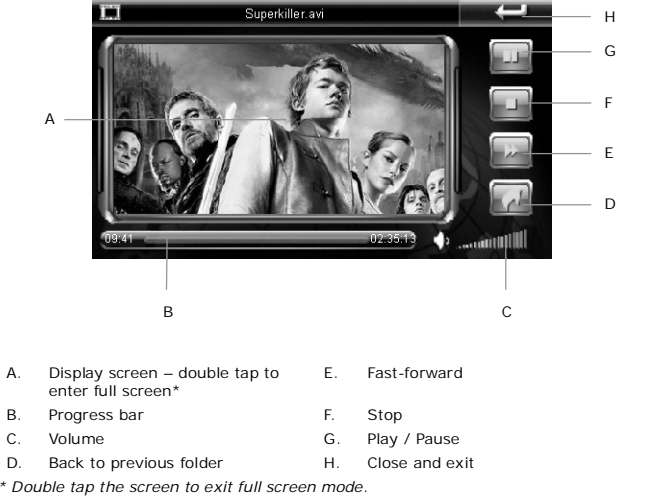 Superkiller.avi
H
G
A
F
E
D
09:41
02:35:13
B
C
A. Display screen – double tap to
enter full screen*
E. Fast-forward
B. Progress bar
F. Stop
C. Volume
G. Play / Pause
D. Back to previous folder
H. Close and exit
* Double tap the screen to exit full screen mode.